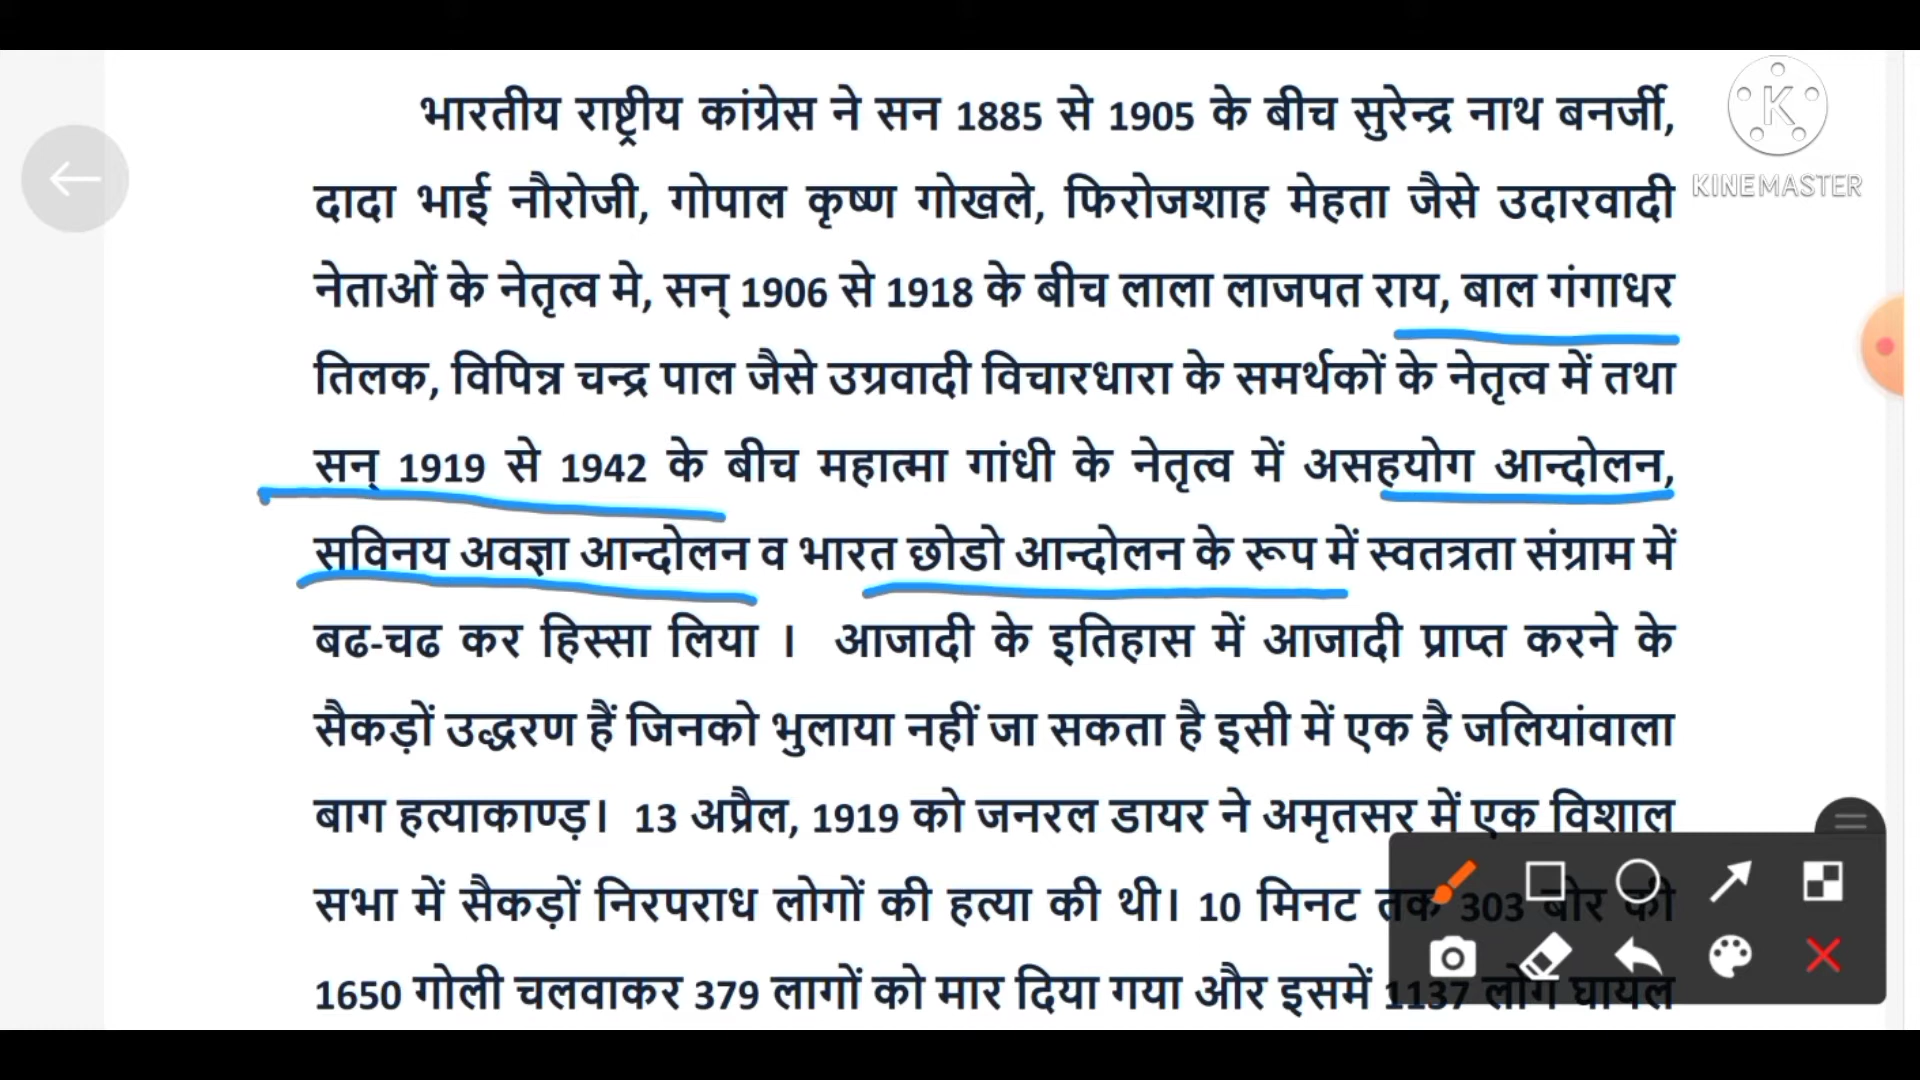 भारतीय राष्ट्रीय कांग्रेस ने सन 1885 से 1905 के बीच सुरेन्द्र नाथ बनर्जी,
दादा भाई नौरोजी, गोपाल कृष्ण गोखले, फिरोजशाह मेहता जैसे उदारवादी
नेताओं के नेतृत्व मे, सन् 1906 से 1918 के बीच लाला लाजपत राय, बाल गंगाधर
तिलक, विपिन्न चन्द्र पाल जैसे उग्रवादी विचारधारा के समर्थकों के नेतृत्व में तथा
सन् 1919 से 1942 के बीच महात्मा गांधी के नेतृत्व में असहयोग आन्दोलन,
सविनय अवज्ञा आन्दोलन व भारत छोडो आन्दोलन के रूप में स्वतत्रता संग्राम में
बढ-चढ कर हिस्सा लिया । आजादी के इतिहास में आजादी प्राप्त करने के
सैकड़ों उद्धरण हैं जिनको भुलाया नहीं जा सकता है इसी में एक है जलियांवाला
बाग हत्याकाण्ड़। 13 अप्रैल, 1919 को जनरल डायर ने अमृतसर में एक विशाल
सभा में सैकड़ों निरपराध लोगों की हत्या की थी। 10 मिनट तक 303 बोर की
1650 गोली चलवाकर 379 लागों को मार दिया गया और इसमें 1137 लोग घायल
K
KINEMASTER